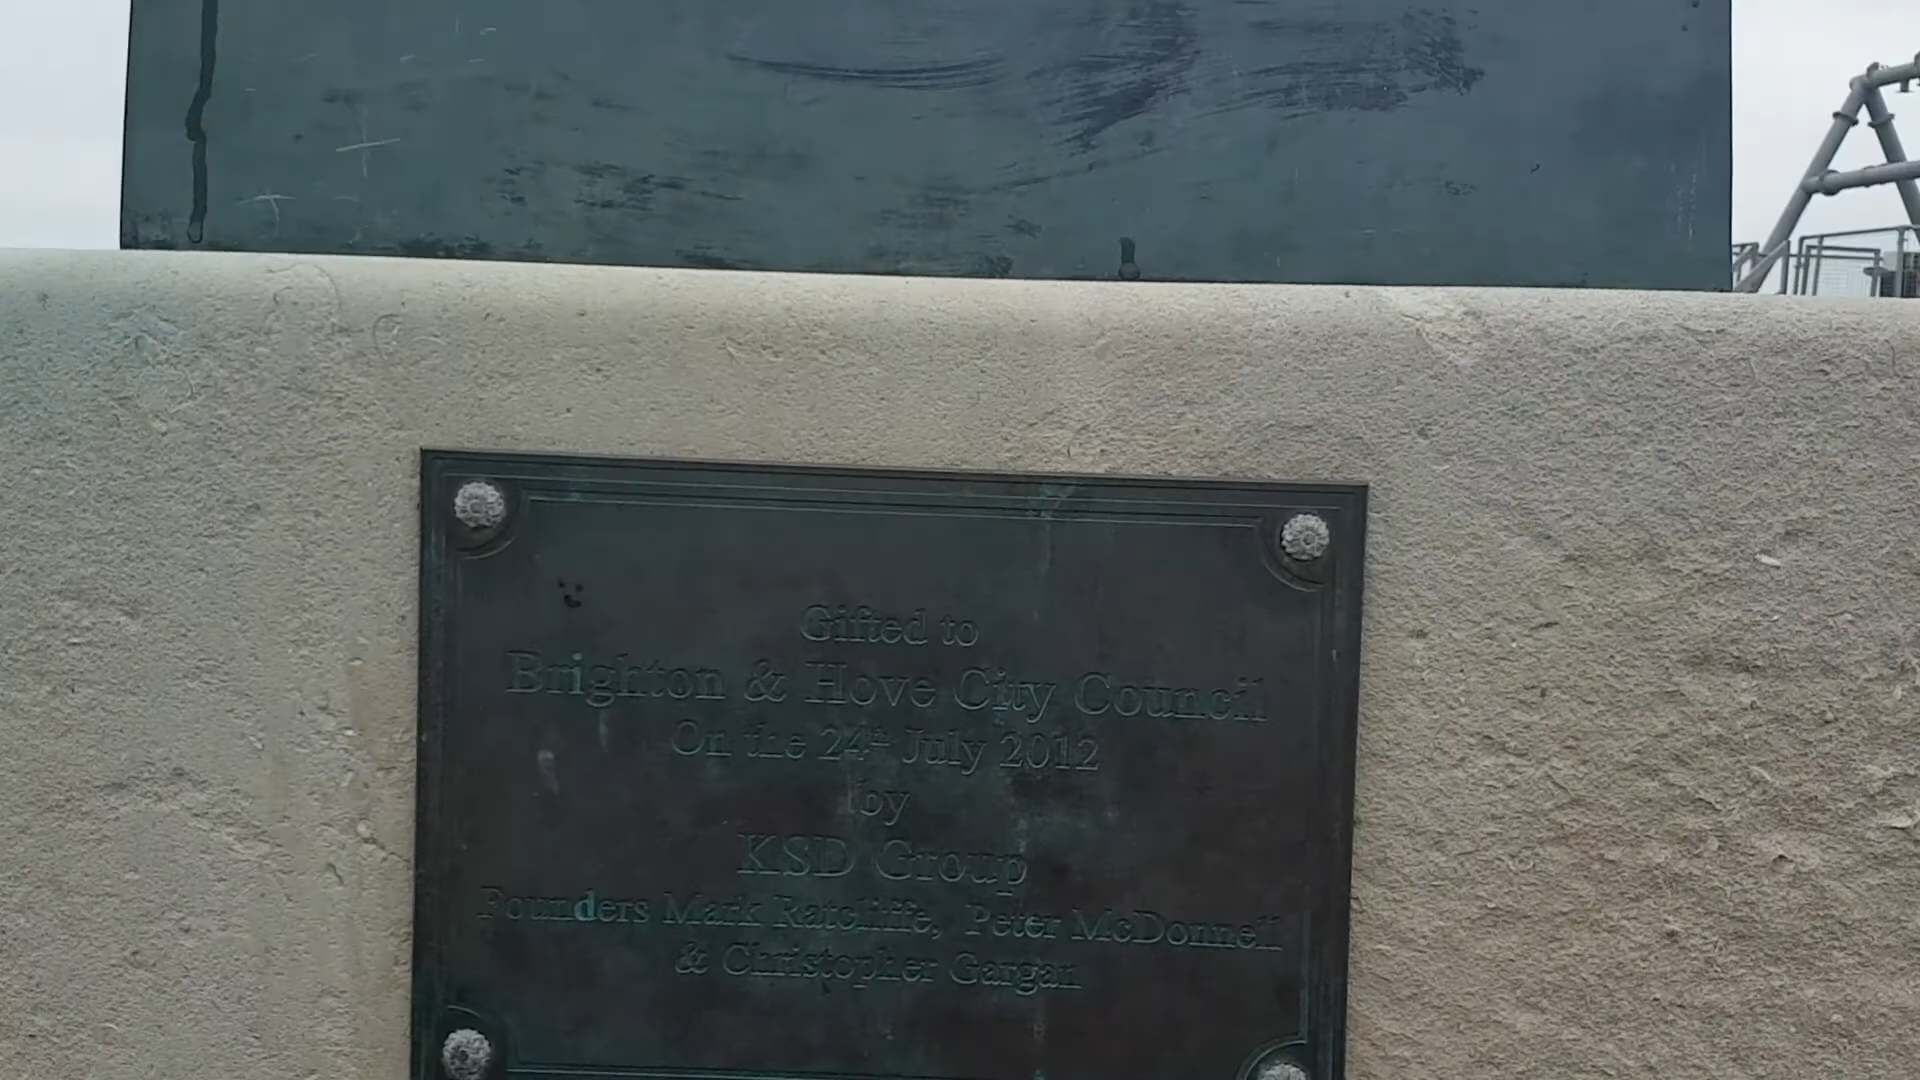 Gifted to
Brighton & Hove City Council
On the 24th July 2012
by
KSD Group
Founders Mark Ratcliffe, Peter McDonnell
& Christopher Gargan